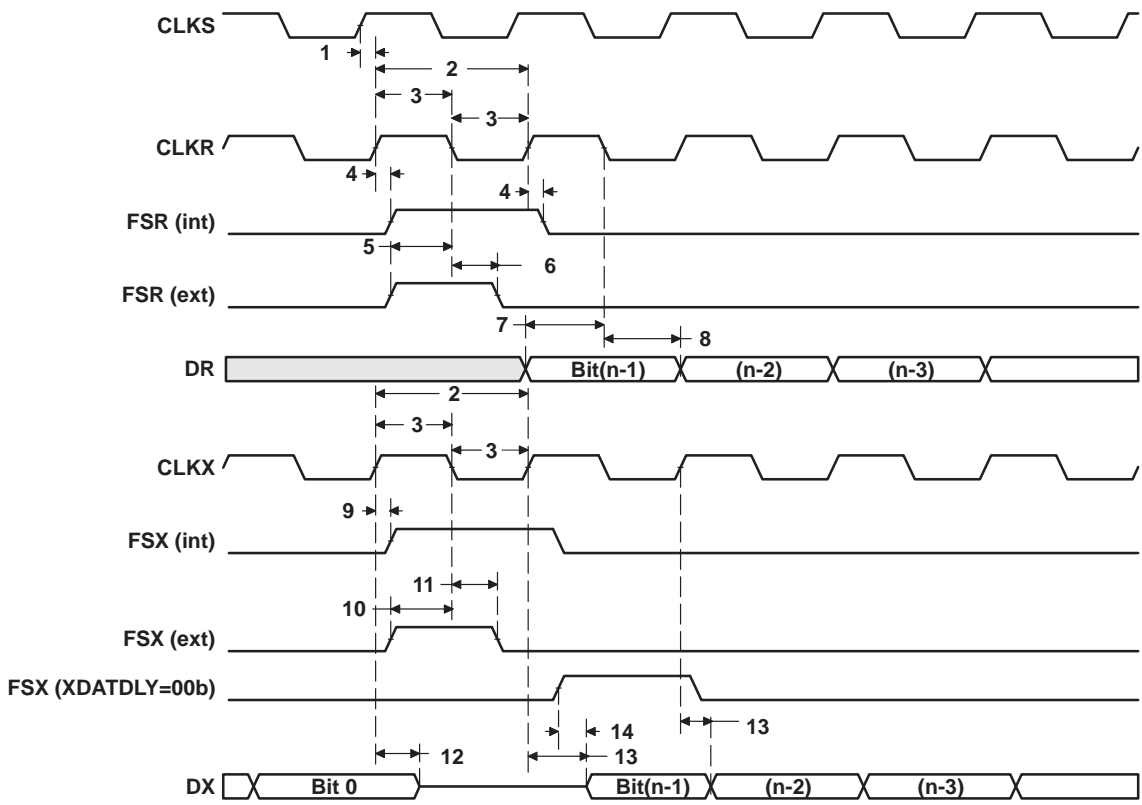 CLKS
1
2
3
3
CLKR
4
4
FSR (int)
5
6
FSR (ext)
7
8
DR
Bit(n-1)
(n-2)
(n-3)
2
3
3
CLKX
9
FSX (int)
11
10
FSX (ext)
FSX (XDATDLY=00b)
14
13
12
13
DX
Bit 0
Bit(n-1)
(n-2)
(n-3)